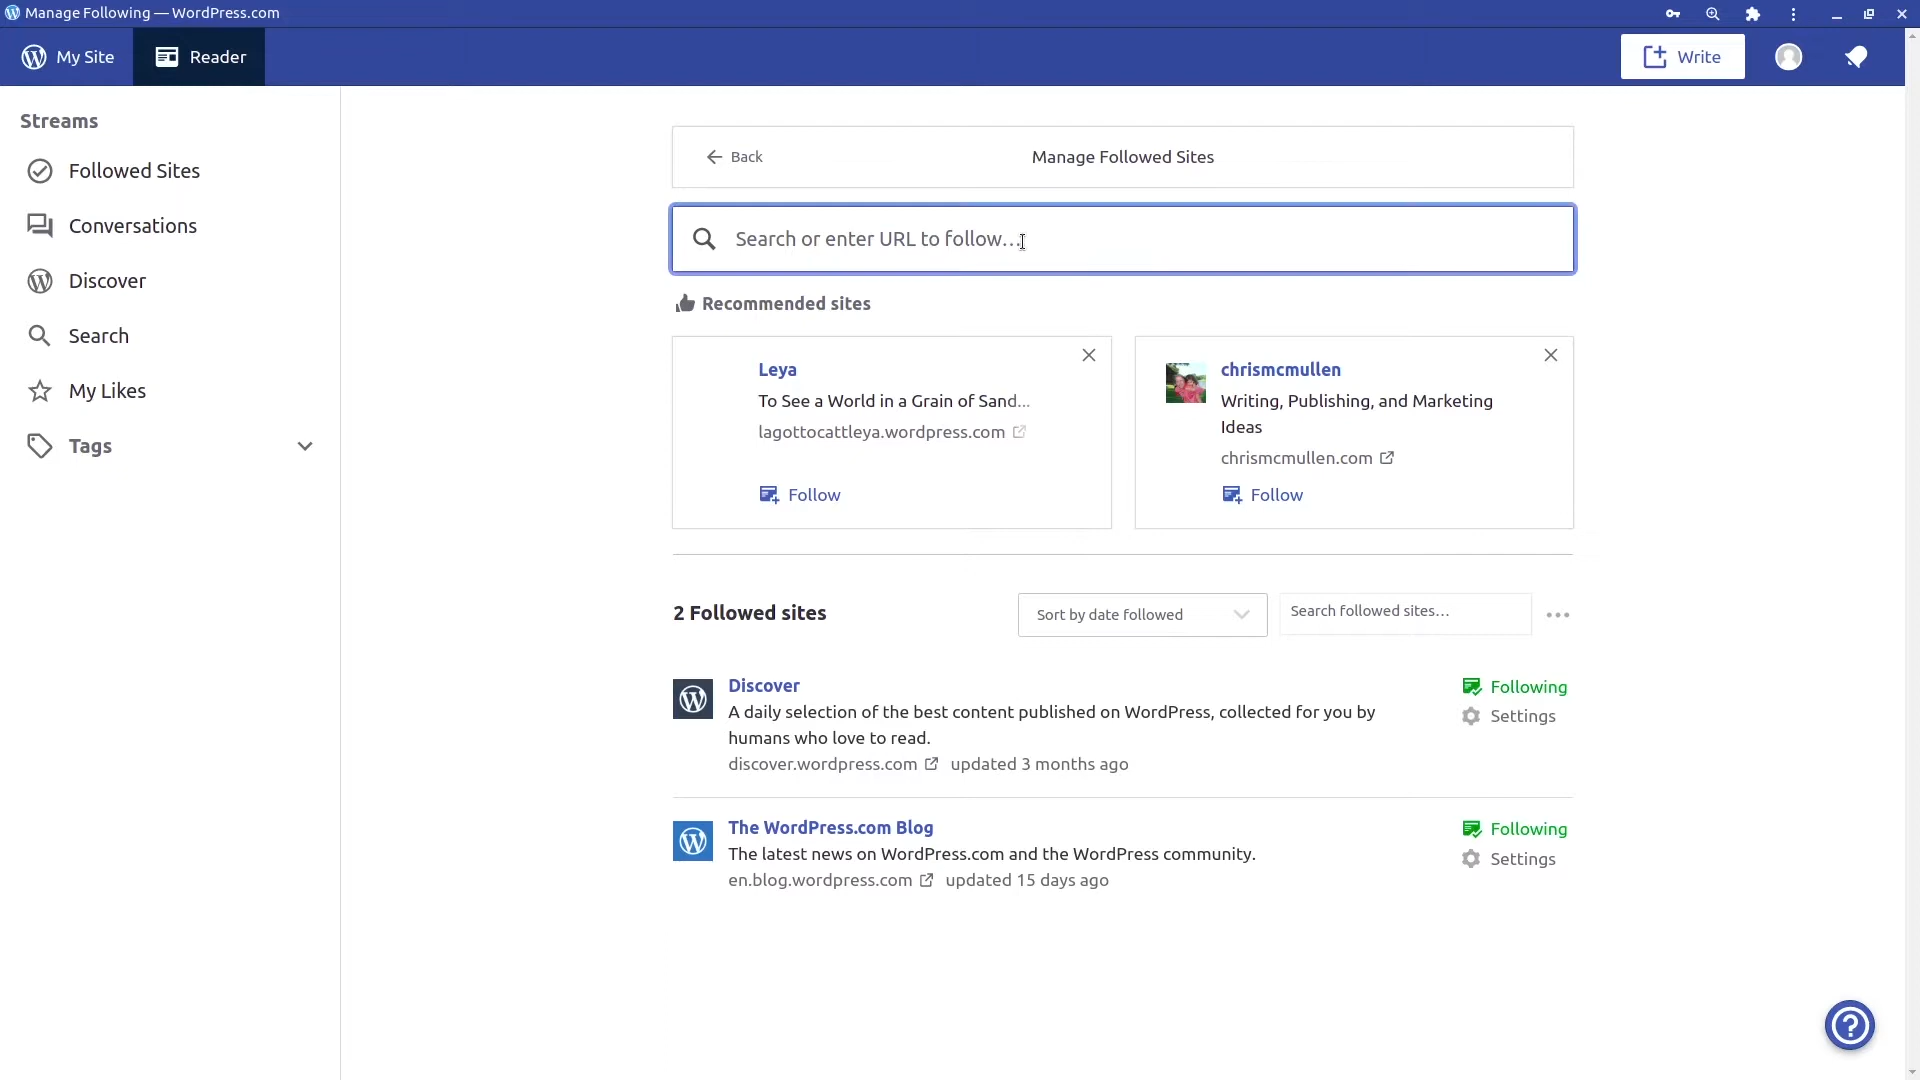 Manage Following — WordPress.com
My Site
Reader
Write
Streams
Followed Sites
Conversations
Discover
Search
My Likes
Tags
Back
Manage Followed Sites
Search or enter URL to follow...
Recommended sites
Leya
To See a World in a Grain of Sand...
lagottocattleya.wordpress.com
Follow
chrismcmullen
Writing, Publishing, and Marketing
Ideas
chrismcmullen.com
Follow
2 Followed sites
Sort by date followed
Search followed sites...
Discover
A daily selection of the best content published on WordPress, collected for you by
humans who love to read.
discover.wordpress.com updated 3 months ago
Following
Settings
The WordPress.com Blog
The latest news on WordPress.com and the WordPress community.
en.blog.wordpress.com updated 15 days ago
Following
Settings